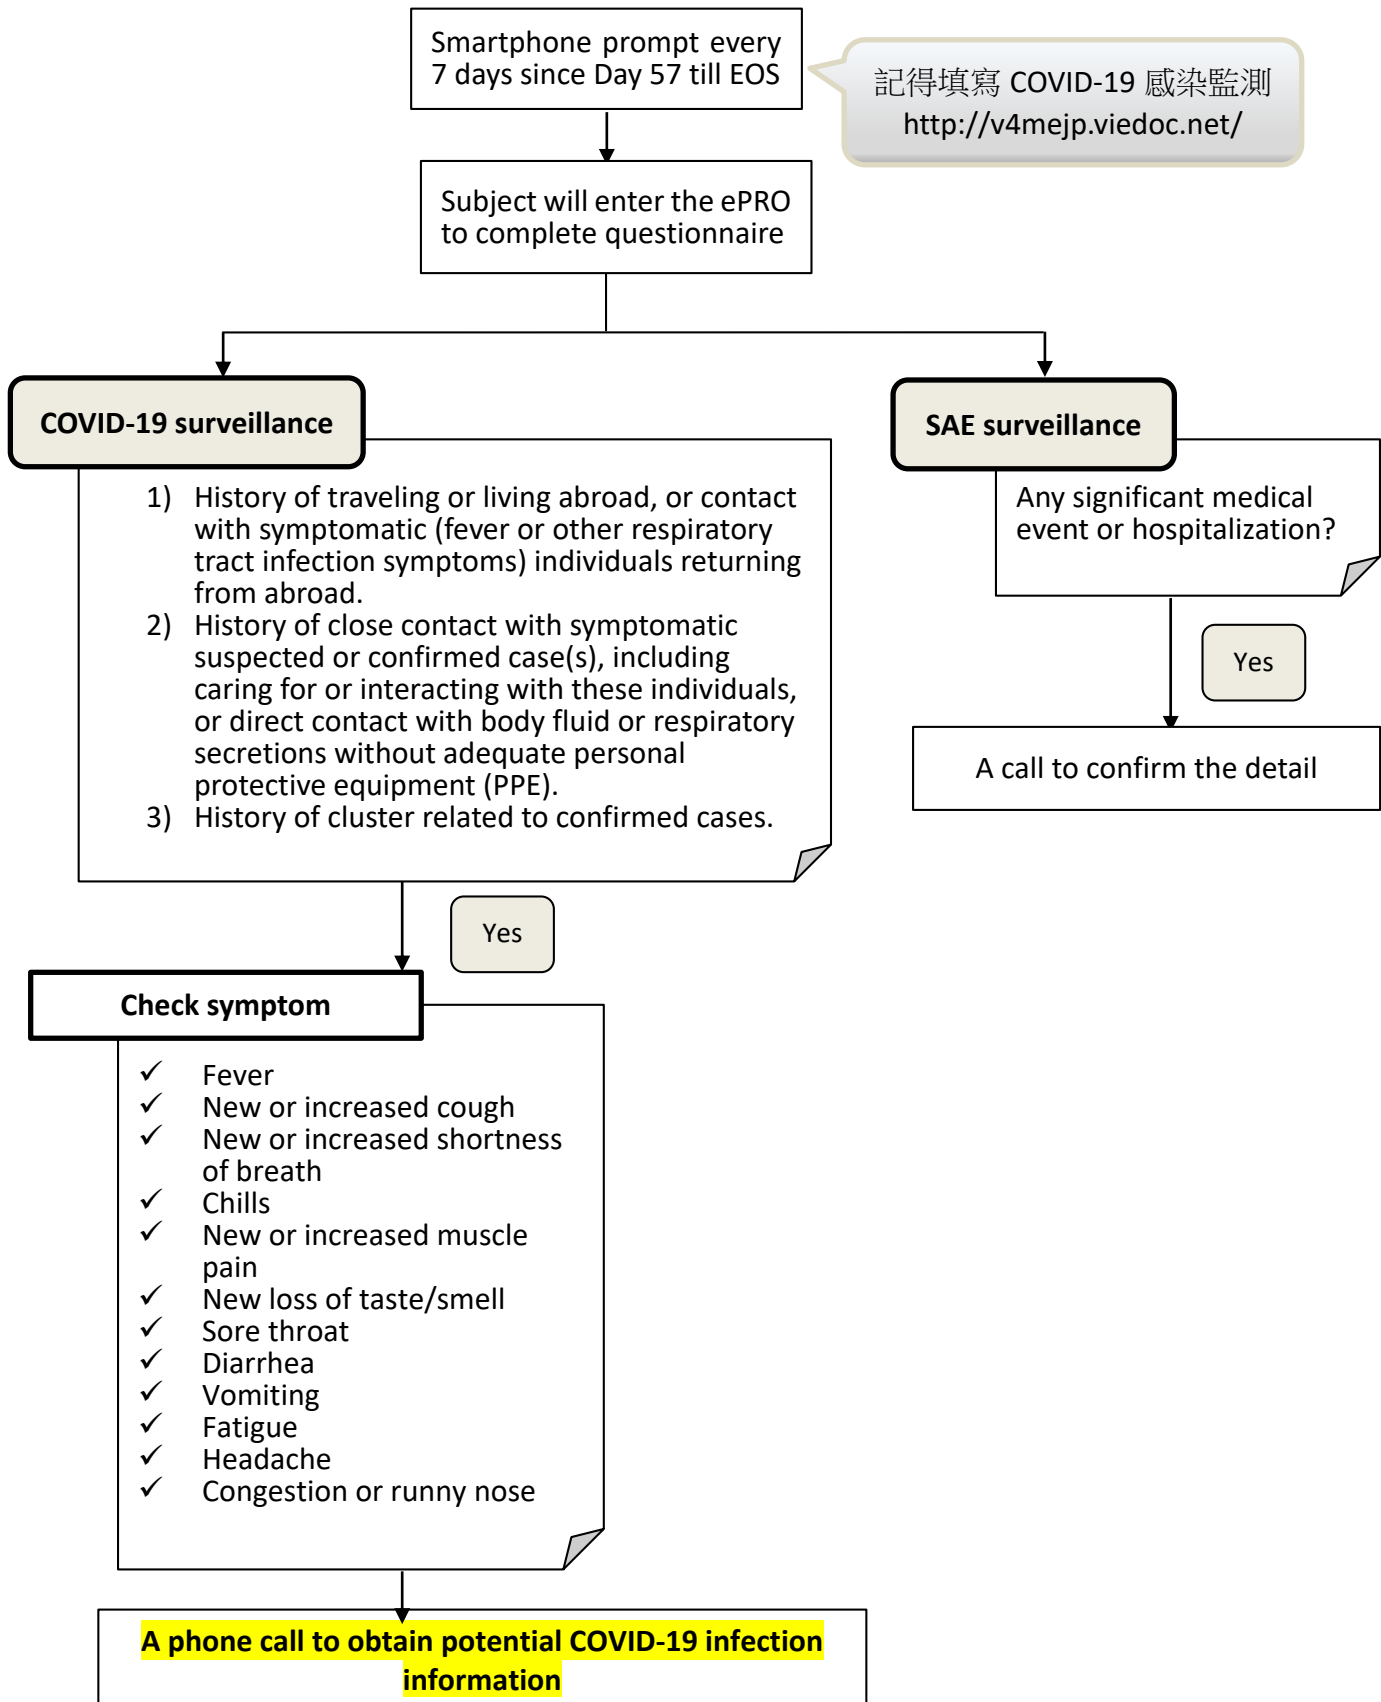 Smartphone prompt every
7 days since Day 57 till EOS
記得填寫 COVID-19 感染監測
http://v4mejp.viedoc.net/
Subject will enter the ePRO
to complete questionnaire
COVID-19 surveillance
1) History of traveling or living abroad, or contact
with symptomatic (fever or other respiratory
tract infection symptoms) individuals returning
from abroad.
2) History of close contact with symptomatic
suspected or confirmed case(s), including
caring for or interacting with these individuals,
or direct contact with body fluid or respiratory
secretions without adequate personal
protective equipment (PPE).
3) History of cluster related to confirmed cases.
Yes
Check symptom
✓ Fever
✓ New or increased cough
✓ New or increased shortness
of breath
✓ Chills
✓ New or increased muscle
pain
✓ New loss of taste/smell
✓ Sore throat
✓ Diarrhea
✓ Vomiting
✓ Fatigue
✓ Headache
✓ Congestion or runny nose
A phone call to obtain potential COVID-19 infection
information
SAE surveillance
Any significant medical
event or hospitalization?
Yes
A call to confirm the detail